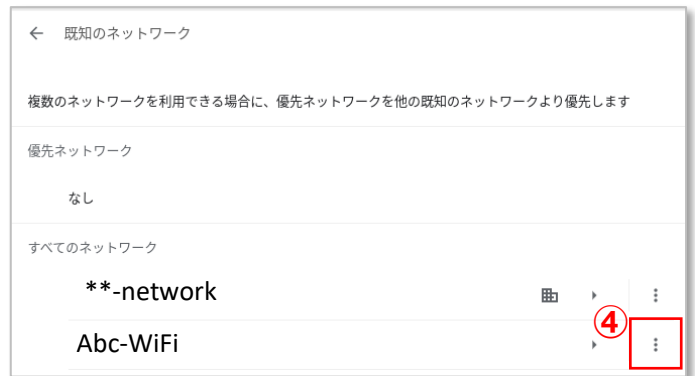 既知のネットワーク
複数のネットワークを利用できる場合に、優先ネットワークを他の既知のネットワークより優先します
優先ネットワーク
なし
すべてのネットワーク
**-network
④
Abc-WiFi